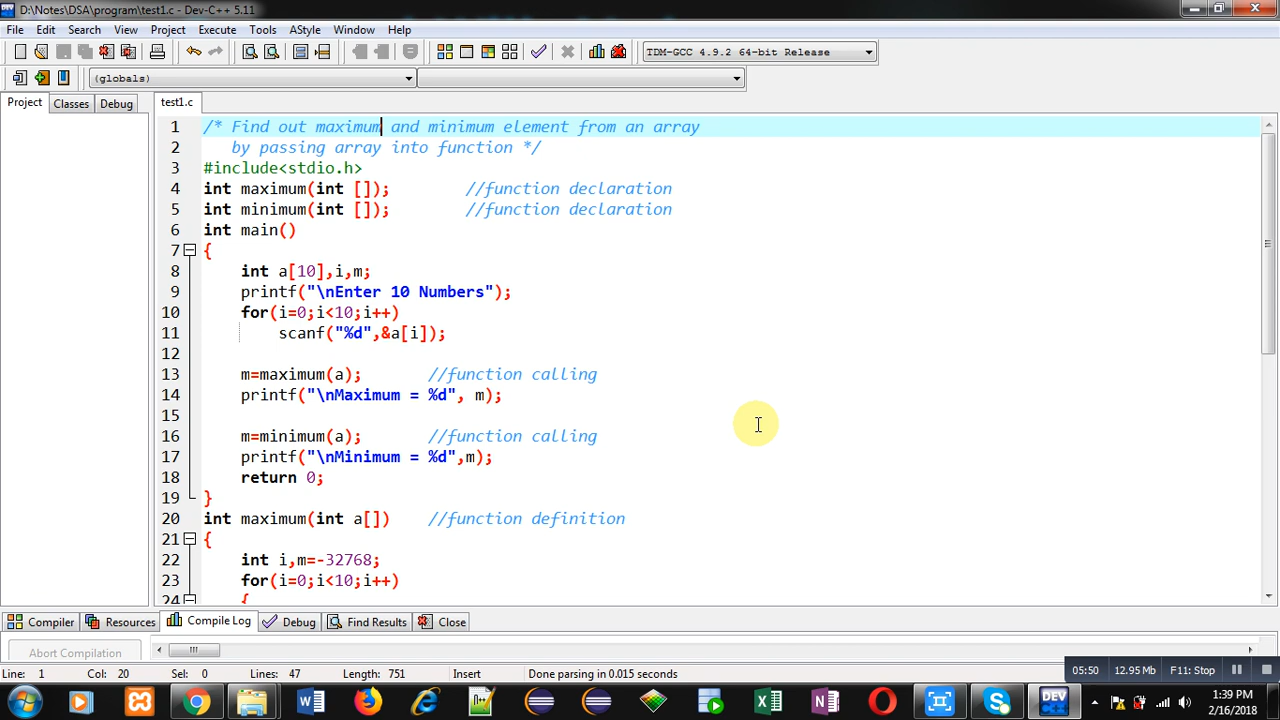 D:\Notes\DSA\program\test1.c - Dev-C++ 5.11
File Edit Search View Project Execute Tools AStyle Window Help
TDM-GCC 4.9.2 64-bit Release
(globals)
Project Classes Debug test1.c
1 /* Find out maximum and minimum element from an array
2 by passing array into function */
3 #include<stdio.h>
4 int maximum(int []); //function declaration
5 int minimum(int []); //function declaration
6 int main()
7 {
8 int a[10],i,m;
9 printf("\nEnter 10 Numbers");
10 for(i=0;i<10;i++)
11 scanf("%d",&a[i]);
12
13 m=maximum(a); //function calling
14 printf("\nMaximum = %d", m);
15
16 m=minimum(a); //function calling
17 printf("\nMinimum = %d",m);
18 return 0;
19 }
20 int maximum(int a[]) //function definition
21 {
22 int i,m=-32768;
23 for(i=0;i<10;i++)
24 {
Compiler Resources Compile Log Debug Find Results Close
Abort Compilation
Line: 1 Col: 20 Sel: 0 Lines: 47 Length: 751 Insert Done parsing in 0.015 seconds
05:50 12.95 Mb F11: Stop
DEV
1:39 PM
2/16/2018